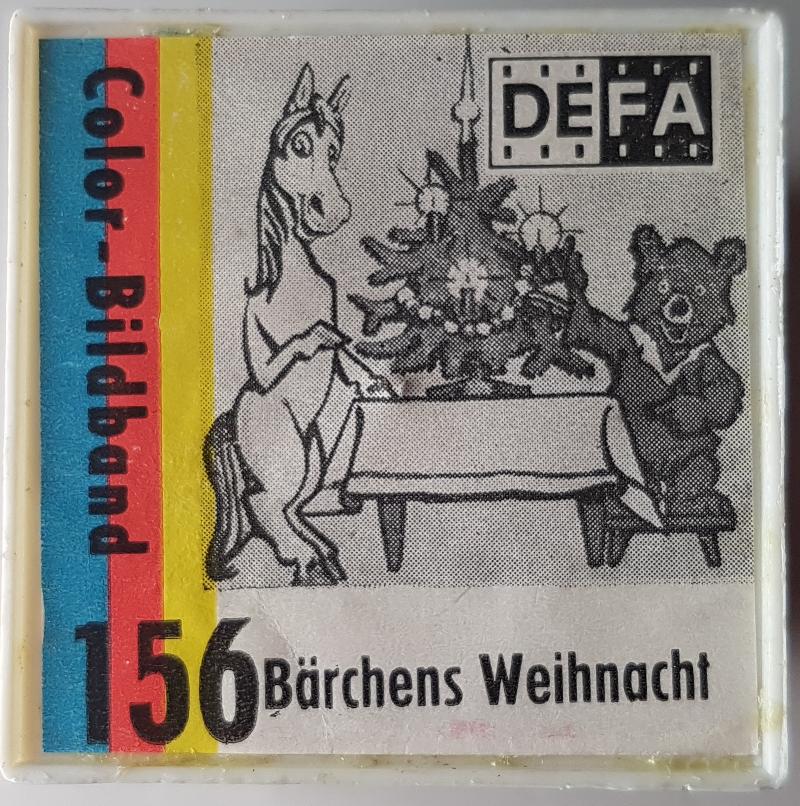 DEFA
Color-Bildband
156 Bärchens Weihnacht